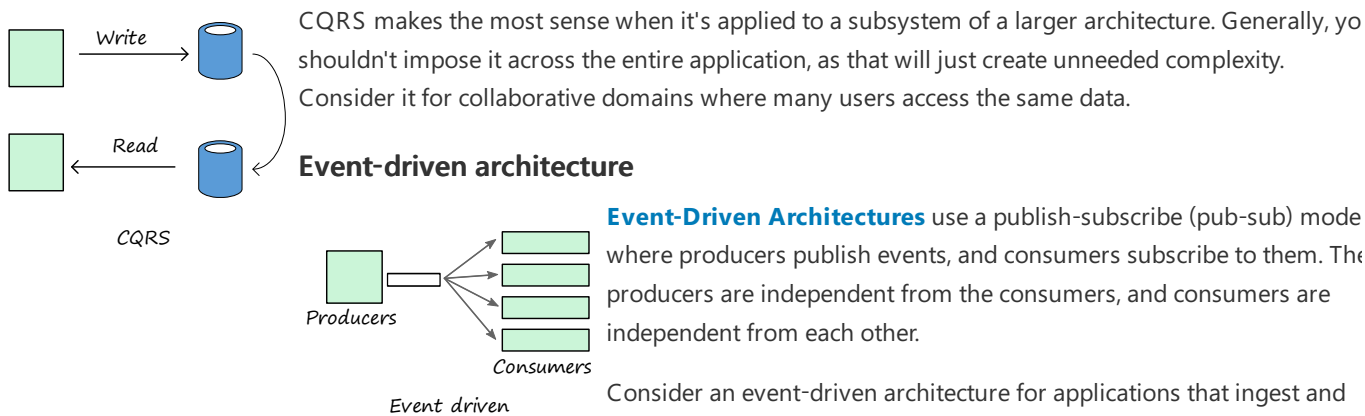 Write
Read
CQRS
CQRS makes the most sense when it's applied to a subsystem of a larger architecture. Generally, yo
shouldn't impose it across the entire application, as that will just create unneeded complexity.
Consider it for collaborative domains where many users access the same data.
Event-driven architecture
Producers
Consumers
Event driven
Event-Driven Architectures use a publish-subscribe (pub-sub) mode
where producers publish events, and consumers subscribe to them. The
producers are independent from the consumers, and consumers are
independent from each other.
Consider an event-driven architecture for applications that ingest and